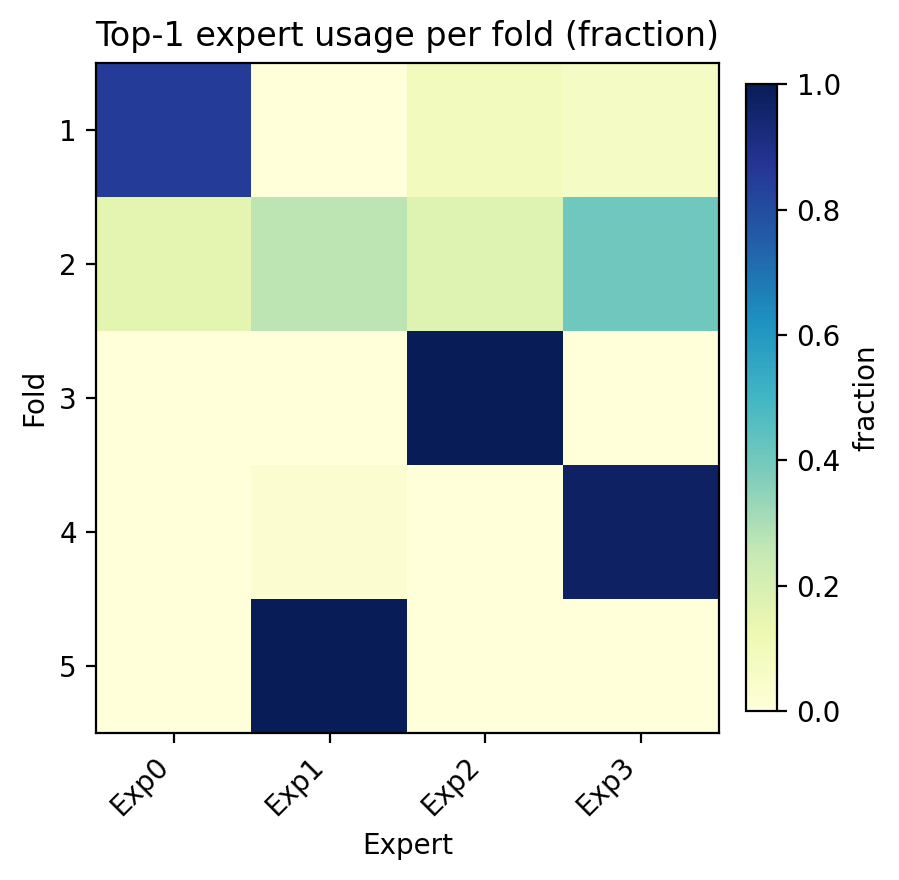 Top-1 expert usage per fold (fraction)
1
2
3
4
5
Fold
Exp0
Exp1
Exp2
Exp3
Expert
1.0
0.8
0.6
0.4
0.2
0.0
fraction